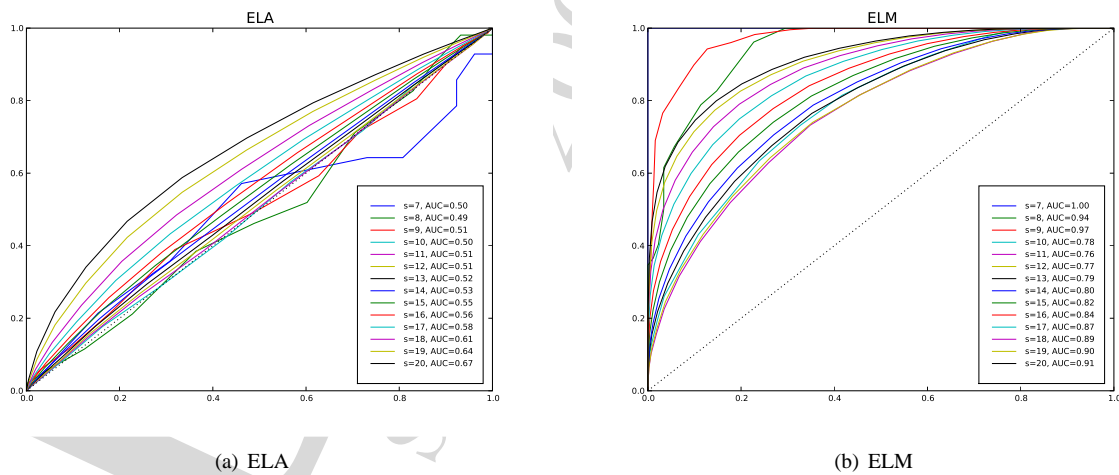 ELA
1.0
0.8
0.6
0.4
0.2
0.0
0.0 0.2 0.4 0.6 0.8 1.0
s=7, AUC=0.50
s=8, AUC=0.49
s=9, AUC=0.51
s=10, AUC=0.50
s=11, AUC=0.51
s=12, AUC=0.51
s=13, AUC=0.52
s=14, AUC=0.53
s=15, AUC=0.55
s=16, AUC=0.56
s=17, AUC=0.58
s=18, AUC=0.61
s=19, AUC=0.64
s=20, AUC=0.67
(a) ELA
ELM
1.0
0.8
0.6
0.4
0.2
0.0
0.0 0.2 0.4 0.6 0.8 1.0
s=7, AUC=1.00
s=8, AUC=0.94
s=9, AUC=0.97
s=10, AUC=0.78
s=11, AUC=0.76
s=12, AUC=0.77
s=13, AUC=0.79
s=14, AUC=0.80
s=15, AUC=0.82
s=16, AUC=0.84
s=17, AUC=0.87
s=18, AUC=0.89
s=19, AUC=0.90
s=20, AUC=0.91
(b) ELM